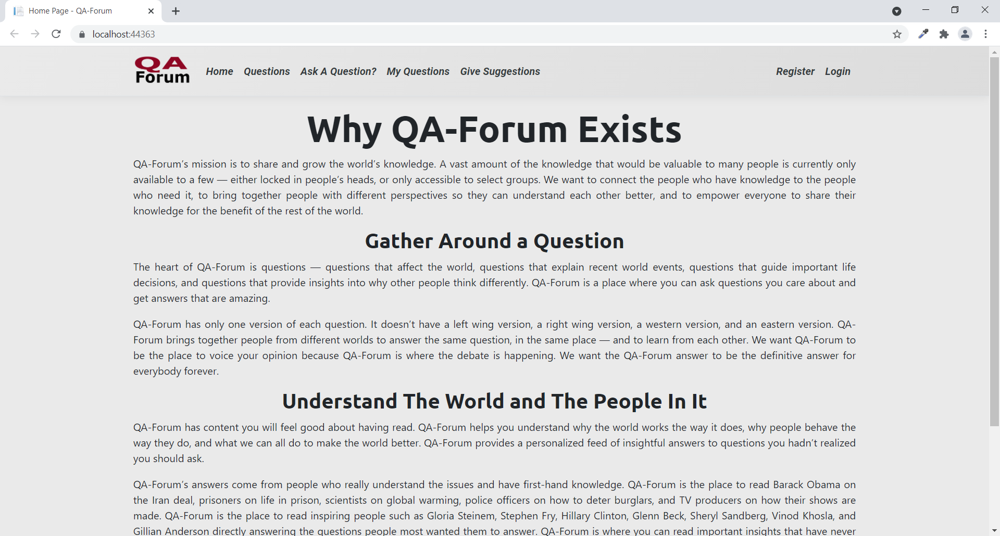 Home Page - QA-Forum
localhost:44363
QA
Forum
Home Questions Ask A Question? My Questions Give Suggestions Register Login
Why QA-Forum Exists
QA-Forum’s mission is to share and grow the world’s knowledge. A vast amount of the knowledge that would be valuable to many people is currently only
available to a few — either locked in people’s heads, or only accessible to select groups. We want to connect the people who have knowledge to the people
who need it, to bring together people with different perspectives so they can understand each other better, and to empower everyone to share their
knowledge for the benefit of the rest of the world.
Gather Around a Question
The heart of QA-Forum is questions — questions that affect the world, questions that explain recent world events, questions that guide important life
decisions, and questions that provide insights into why other people think differently. QA-Forum is a place where you can ask questions you care about and
get answers that are amazing.
QA-Forum has only one version of each question. It doesn’t have a left wing version, a right wing version, a western version, and an eastern version. QA-
Forum brings together people from different worlds to answer the same question, in the same place — and to learn from each other. We want QA-Forum to
be the place to voice your opinion because QA-Forum is where the debate is happening. We want the QA-Forum answer to be the definitive answer for
everybody forever.
Understand The World and The People In It
QA-Forum has content you will feel good about having read. QA-Forum helps you understand why the world works the way it does, why people behave the
way they do, and what we can all do to make the world better. QA-Forum provides a personalized feed of insightful answers to questions you hadn’t realized
you should ask.
QA-Forum’s answers come from people who really understand the issues and have first-hand knowledge. QA-Forum is the place to read Barack Obama on
the Iran deal, prisoners on life in prison, scientists on global warming, police officers on how to deter burglars, and TV producers on how their shows are
made. QA-Forum is the place to read inspiring people such as Gloria Steinem, Stephen Fry, Hillary Clinton, Glenn Beck, Sheryl Sandberg, Vinod Khosla, and
Gillian Anderson directly answering the questions people most wanted them to answer. QA-Forum is where you can read important insights that have never